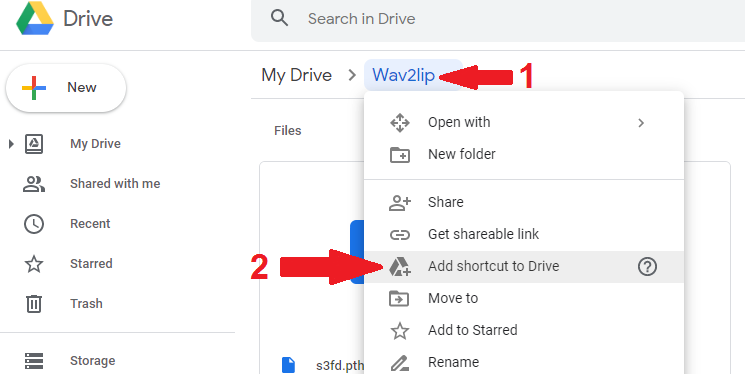 Drive
Search in Drive
New
My Drive > Wav2lip
1
My Drive
Shared with me
Recent
Starred
Trash
Storage
Files
s3fd.pth
Open with
New folder
Share
Get shareable link
2
Add shortcut to Drive
Move to
Add to Starred
Rename